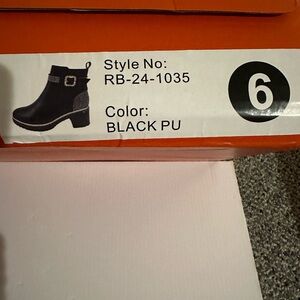 Style No:
RB-24-1035
6
Color:
BLACK PU